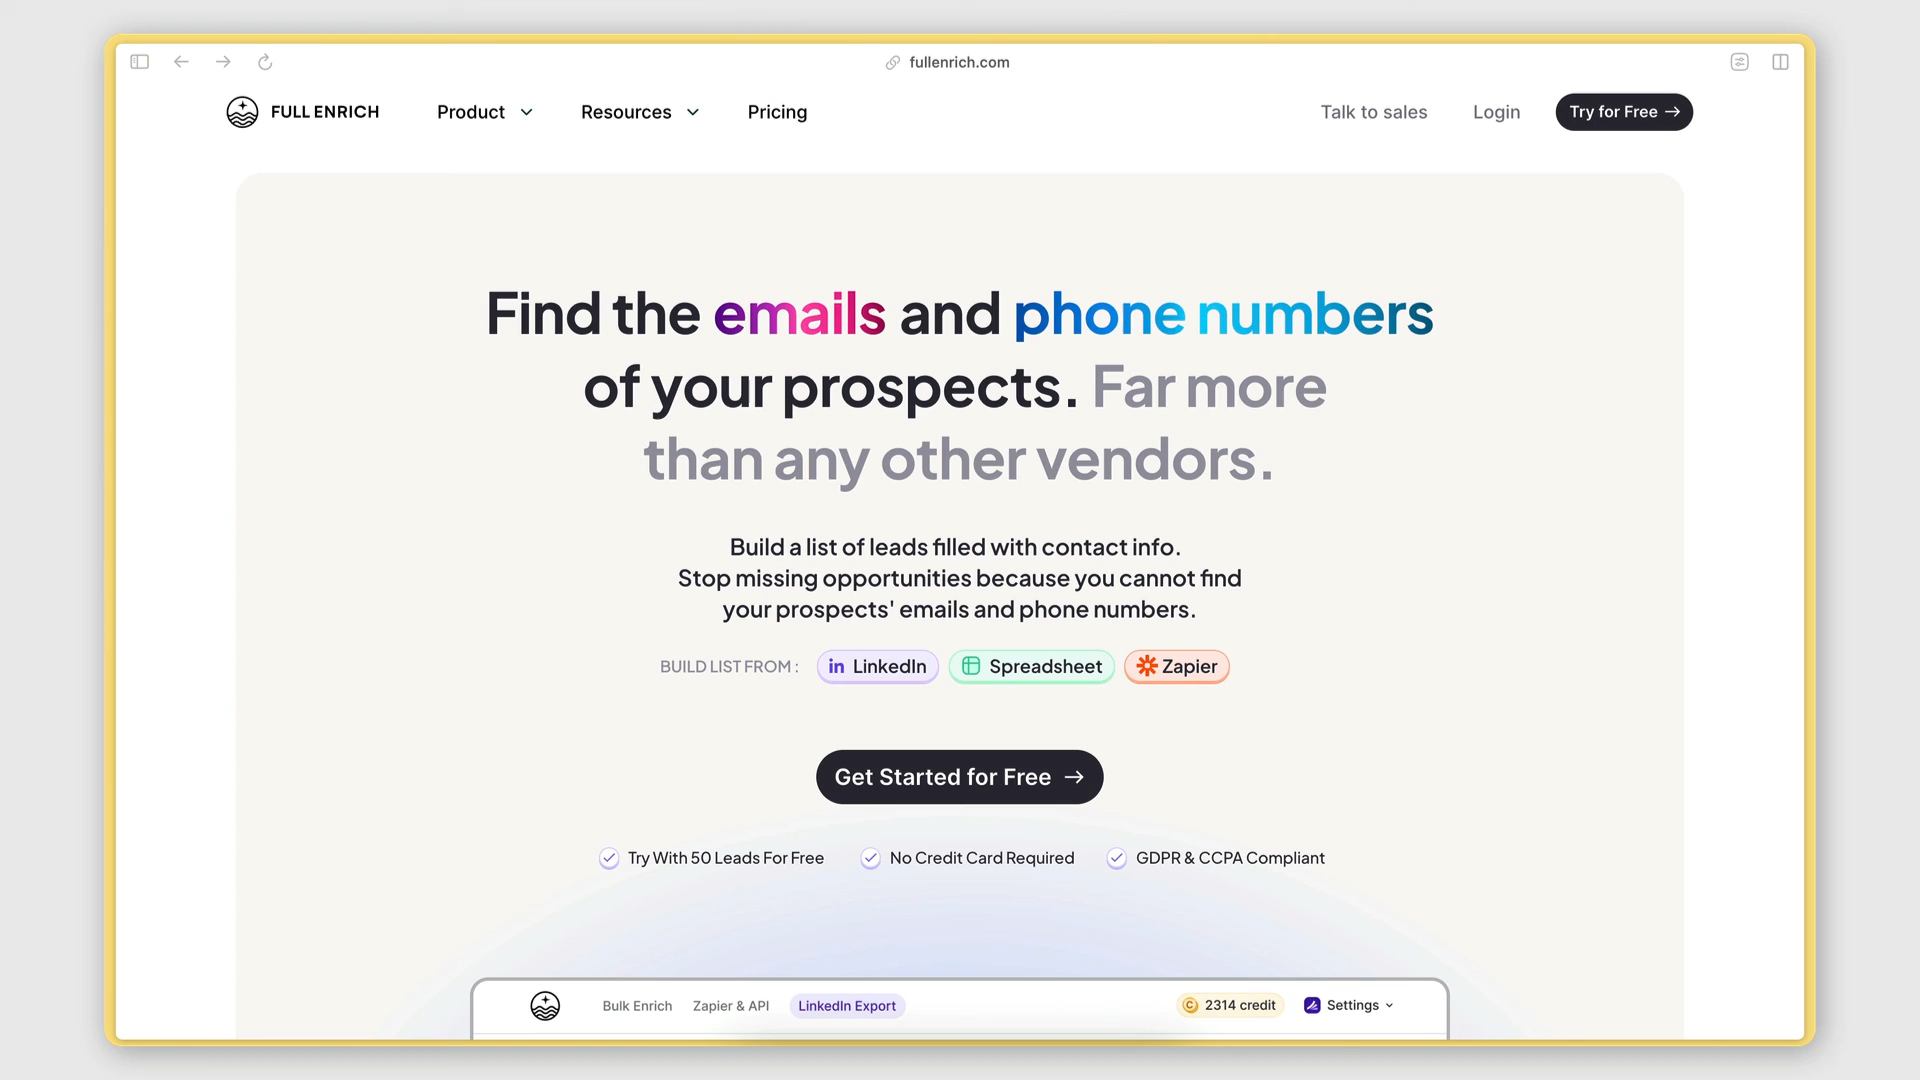 fullenrich.com
FULL ENRICH
Product
Resources
Pricing
Talk to sales
Login
Try for Free →
Find the emails and phone numbers
of your prospects. Far more
than any other vendors.
Build a list of leads filled with contact info.
Stop missing opportunities because you cannot find
your prospects' emails and phone numbers.
BUILD LIST FROM :
in LinkedIn
Spreadsheet
Zapier
Get Started for Free →
Try With 50 Leads For Free
No Credit Card Required
GDPR & CCPA Compliant
Bulk Enrich
Zapier & API
LinkedIn Export
C 2314 credit
Settings